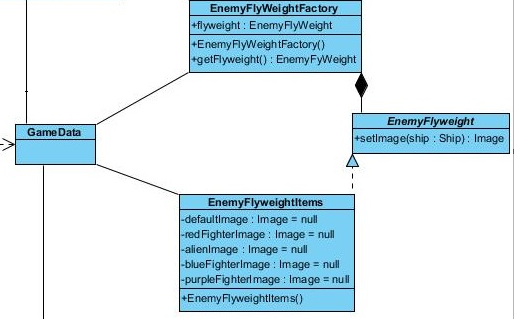 EnemyFlyWeightFactory
+flyweight : EnemyFlyWeight
+EnemyFlyWeightFactory()
+getFlyweight() : EnemyFyWeight
GameData
EnemyFlyweight
+setImage(ship : Ship) : Image
EnemyFlyweightItems
-defaultImage : Image = null
-redFighterImage : Image = null
-alienImage : Image = null
-blueFighterImage : Image = null
-purpleFighterImage : Image = null
+EnemyFlyweightItems()